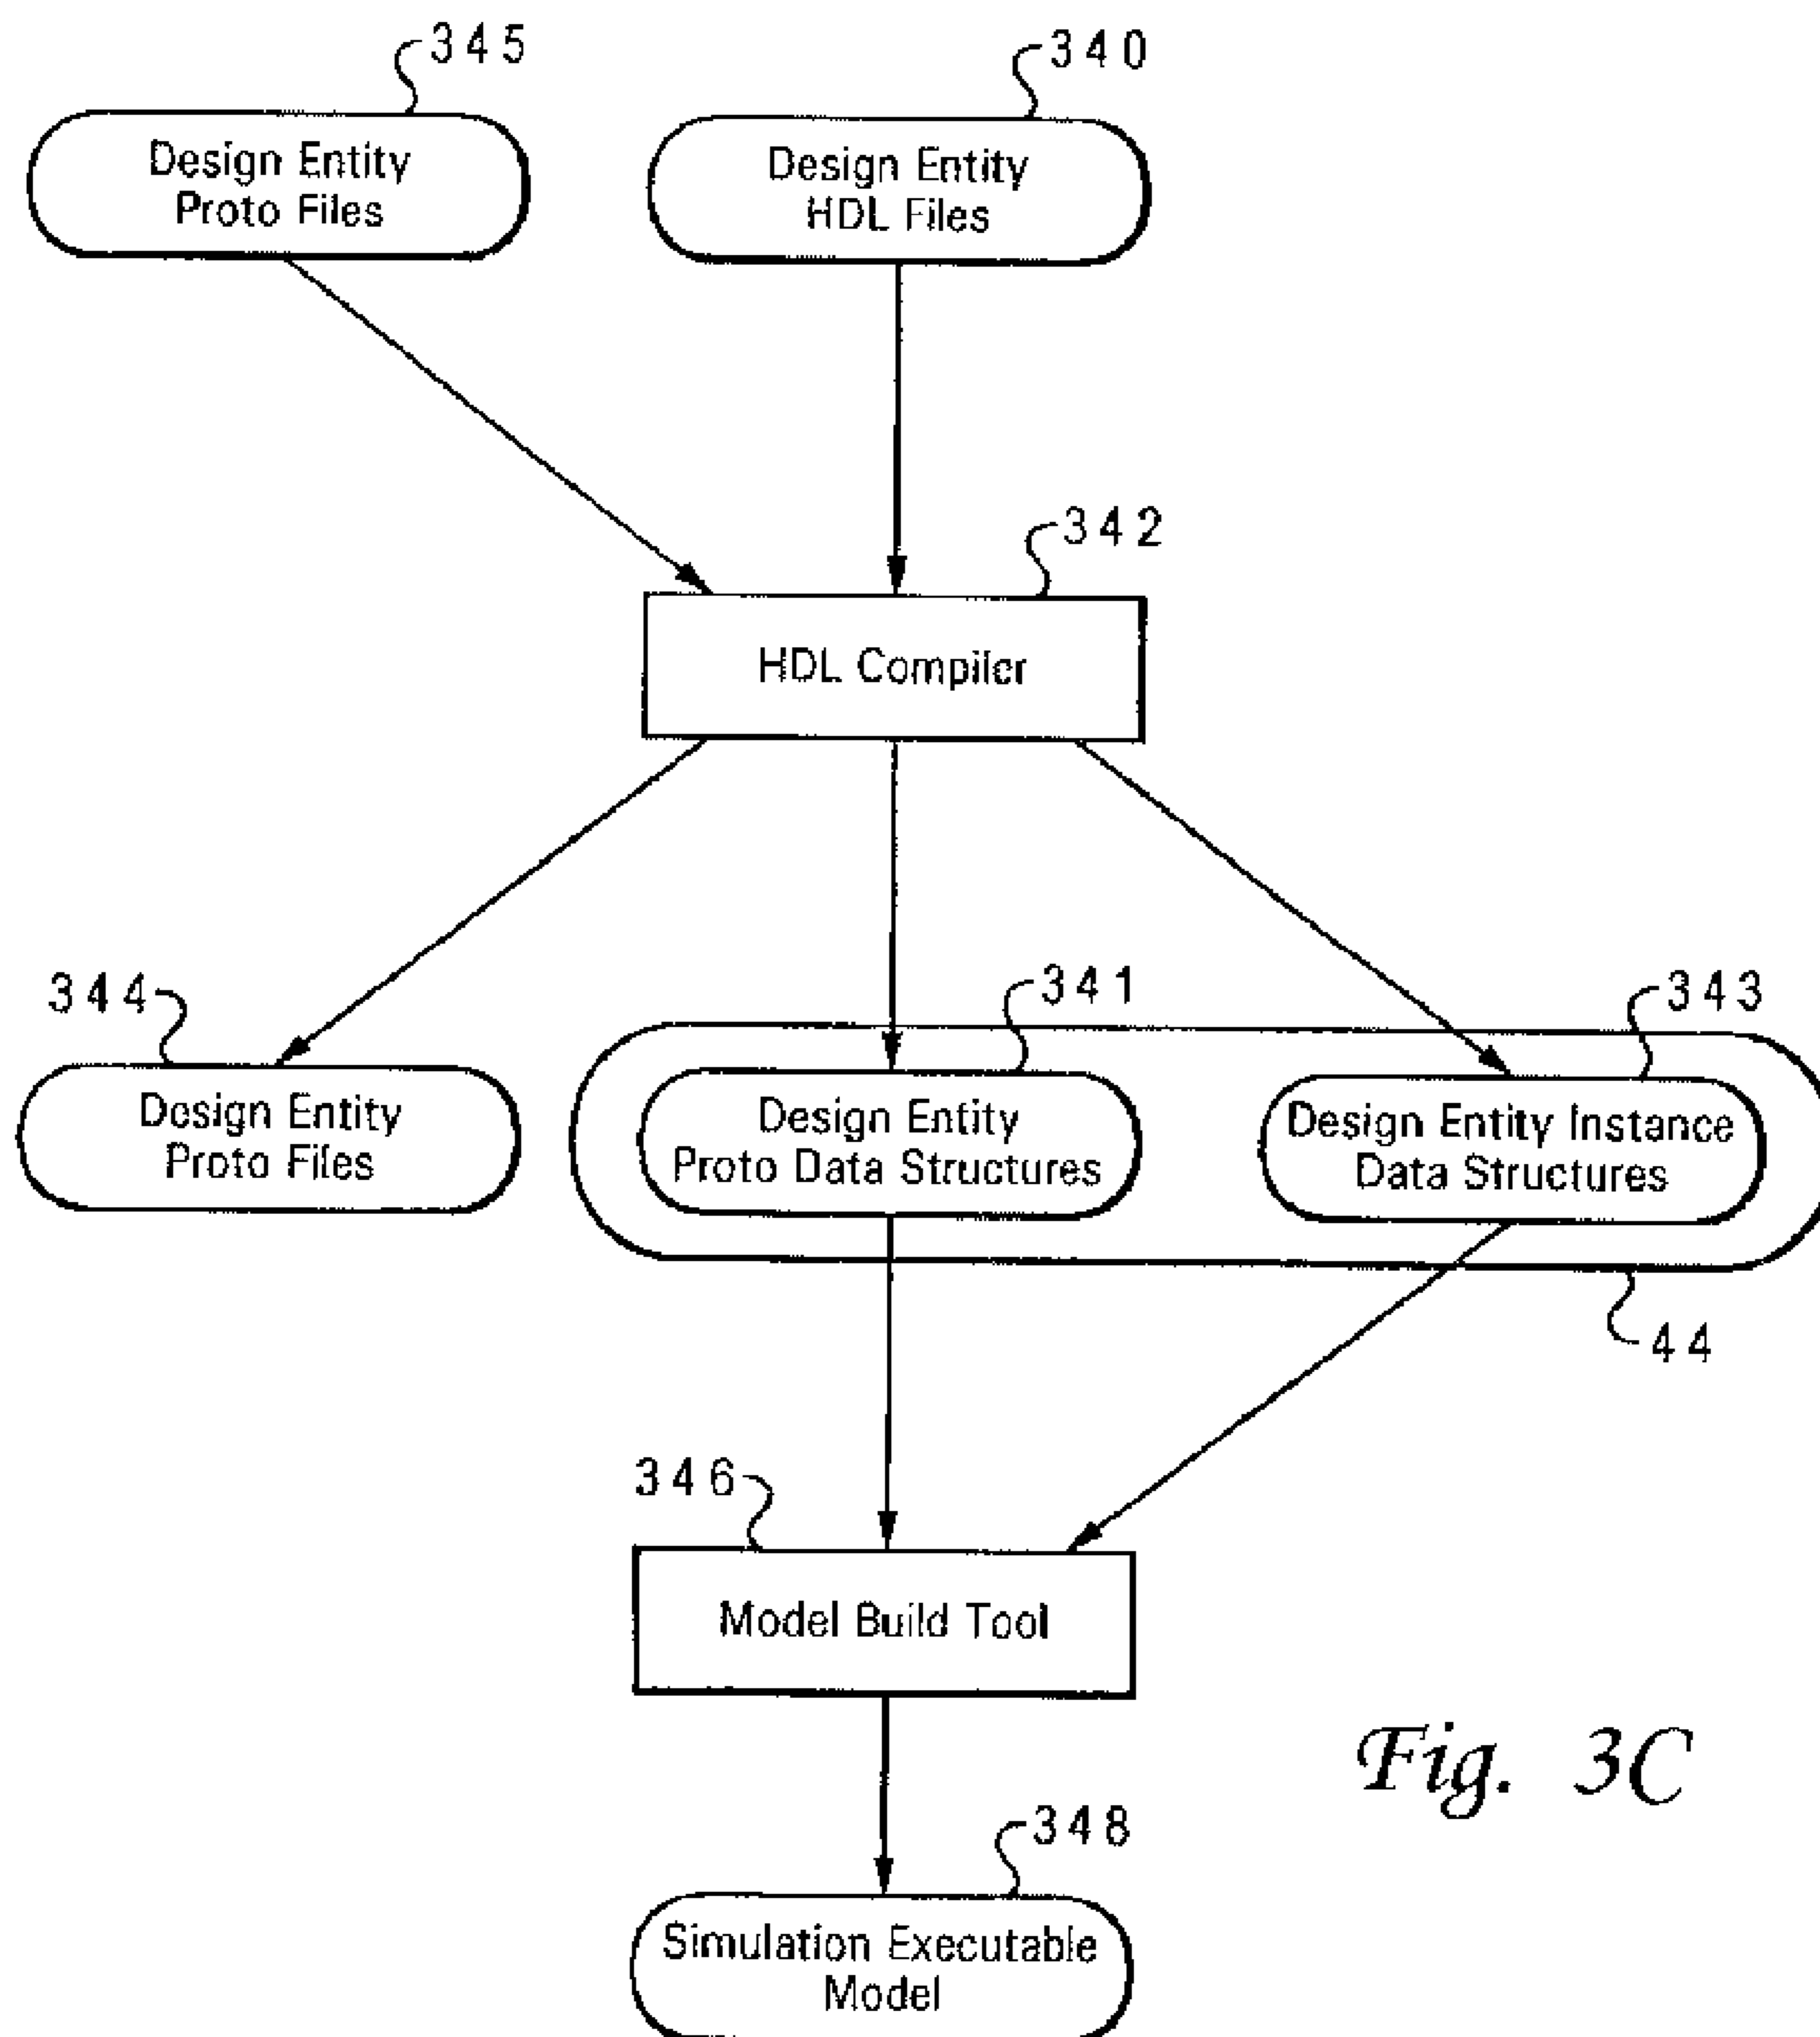 345
340
Design Entity
Proto Files
Design Entity
HDL Files
342
HDL Compiler
344
341
343
Design Entity
Proto Files
Design Entity
Proto Data Structures
Design Entity Instance
Data Structures
44
346
Model Build Tool
Fig. 3C
348
Simulation Executable
Model